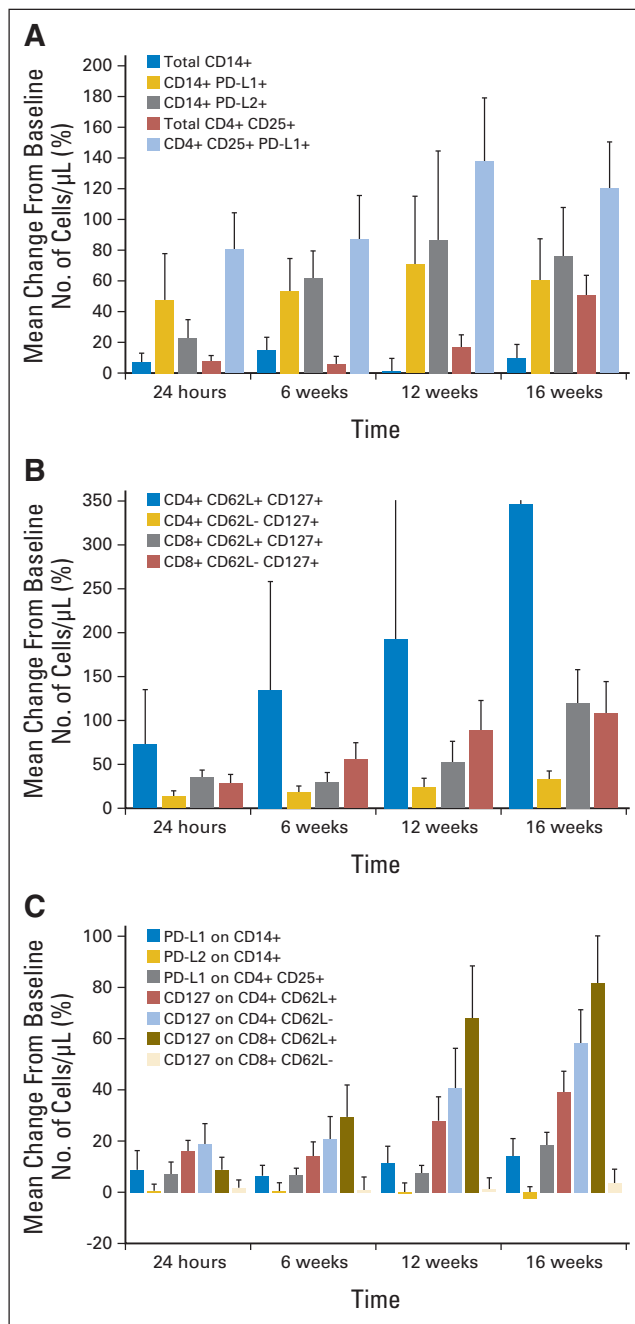 A
Total CD14+
CD14+ PD-L1+
CD14+ PD-L2+
Total CD4+ CD25+
CD4+ CD25+ PD-L1+
Mean Change From Baseline
No. of Cells/µL (%)
200
180
160
140
120
100
80
60
40
20
0
24 hours 6 weeks 12 weeks 16 weeks
Time
B
CD4+ CD62L+ CD127+
CD4+ CD62L- CD127+
CD8+ CD62L+ CD127+
CD8+ CD62L- CD127+
Mean Change From Baseline
No. of Cells/µL (%)
350
300
250
200
150
100
50
0
24 hours 6 weeks 12 weeks 16 weeks
Time
C
PD-L1 on CD14+
PD-L2 on CD14+
PD-L1 on CD4+ CD25+
CD127 on CD4+ CD62L+
CD127 on CD4+ CD62L-
CD127 on CD8+ CD62L+
CD127 on CD8+ CD62L-
Mean Change From Baseline
No. of Cells/µL (%)
100
80
60
40
20
0
-20
24 hours 6 weeks 12 weeks 16 weeks
Time